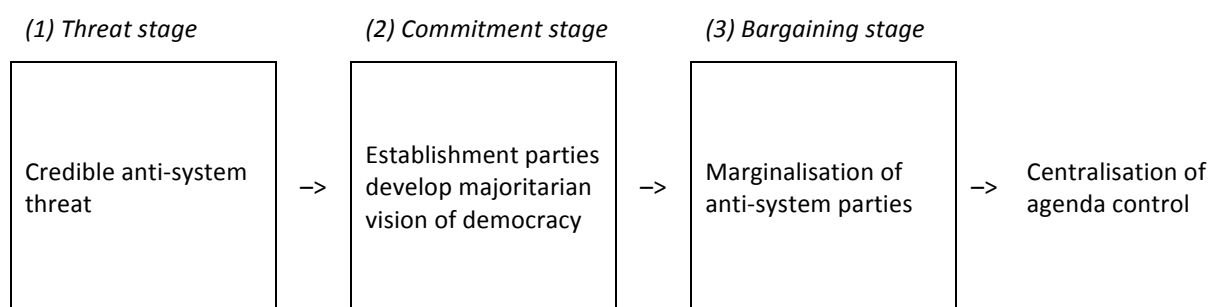 (1) Threat stage
(2) Commitment stage
(3) Bargaining stage
Credible anti-system
threat
–>
Establishment parties
develop majoritarian
vision of democracy
–>
Marginalisation of
anti-system parties
–>
Centralisation of
agenda control